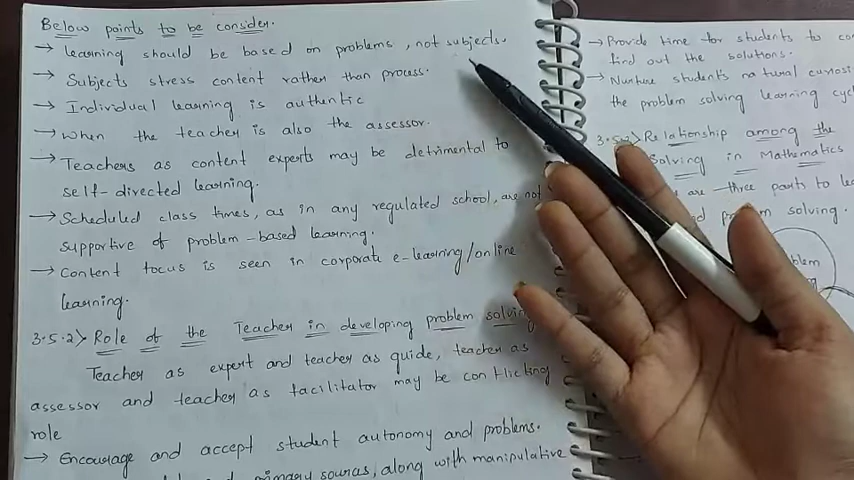 Below points to be consider.
→ Learning should be based on problems, not subjects.
→ Subjects stress content rather than process.
→ Individual learning is authentic
→ When the teacher is also the assessor.
→ Teachers as content experts may be detrimental to
self-directed learning.
→ Scheduled class times, as in any regulated school, are not
supportive of problem-based learning.
→ Content focus is seen in corporate e-learning/online
learning.
3.5.2> Role of the Teacher in developing problem solving
Teacher as expert and teacher as guide, teacher as
assessor and teacher as facilitator may be conflicting
role
→ Encourage and accept student autonomy and problems.
primary sources, along with manipulative
→ Provide time for students to
find out the solutions.
→ Nurture students natural
the problem solving learning
Relationship among the
Solving in Mathematics
are three parts to
problem solving.